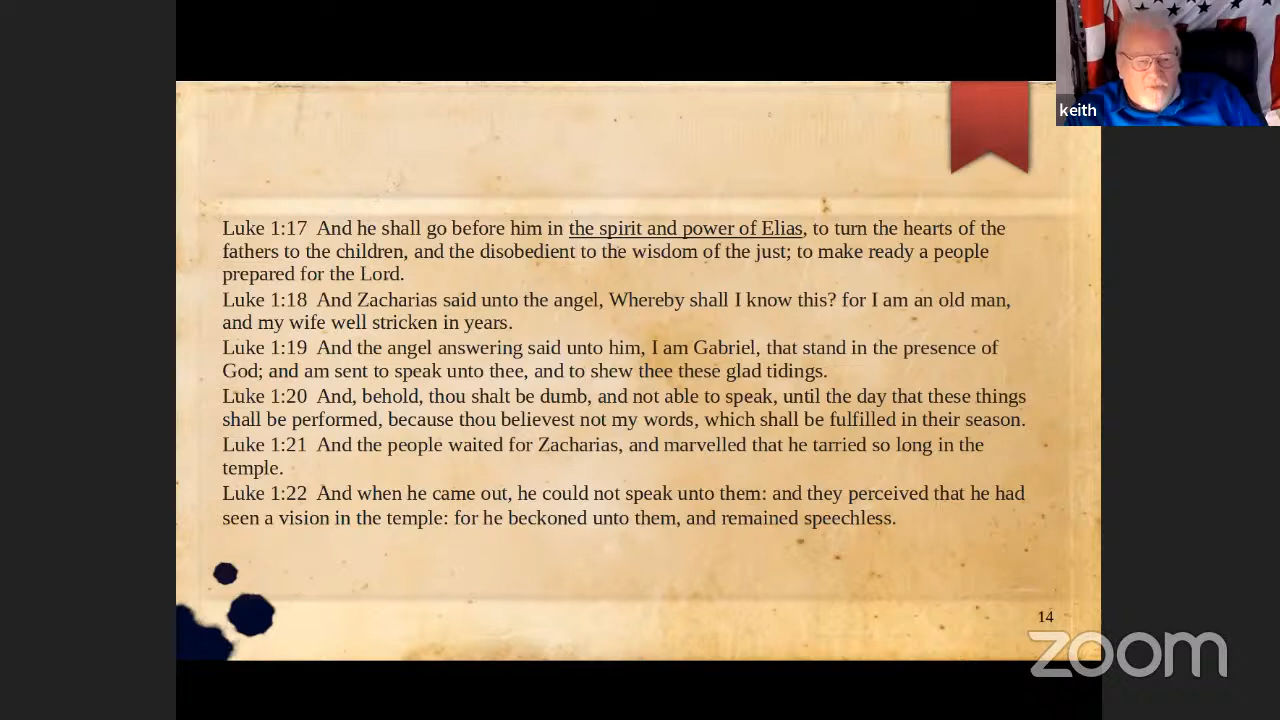 keith
Luke 1:17 And he shall go before him in the spirit and power of Elias, to turn the hearts of the
fathers to the children, and the disobedient to the wisdom of the just; to make ready a people
prepared for the Lord.
Luke 1:18 And Zacharias said unto the angel, Whereby shall I know this? for I am an old man,
and my wife well stricken in years.
Luke 1:19 And the angel answering said unto him, I am Gabriel, that stand in the presence of
God; and am sent to speak unto thee, and to shew thee these glad tidings.
Luke 1:20 And, behold, thou shalt be dumb, and not able to speak, until the day that these things
shall be performed, because thou believest not my words, which shall be fulfilled in their season.
Luke 1:21 And the people waited for Zacharias, and marvelled that he tarried so long in the
temple.
Luke 1:22 And when he came out, he could not speak unto them: and they perceived that he had
seen a vision in the temple: for he beckoned unto them, and remained speechless.
14
zoom